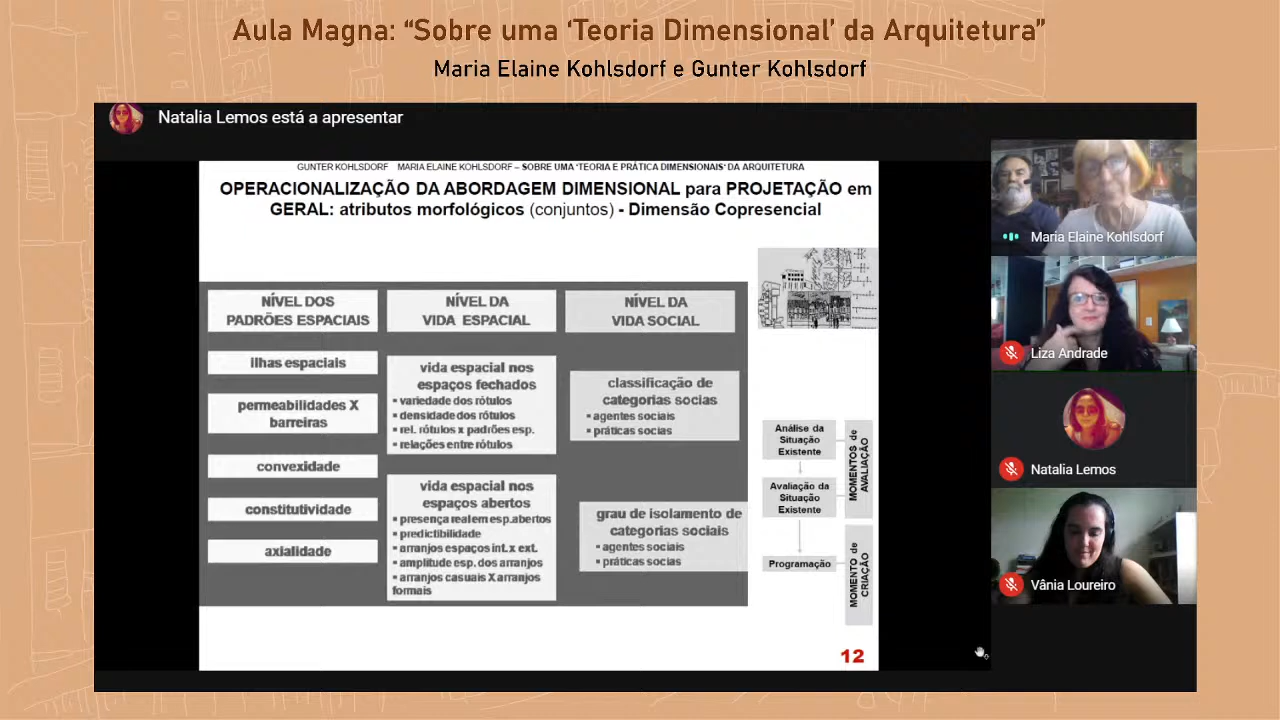 Aula Magna: “Sobre uma ‘Teoria Dimensional’ da Arquitetura”
Maria Elaine Kohlsdorf e Gunter Kohlsdorf
Natalia Lemos está a apresentar
GUNTER KOHLSDORF MARIA ELAINE KOHLSDORF – SOBRE UMA ‘TEORIA E PRÁTICA DIMENSIONAIS’ DA ARQUITETURA
OPERACIONALIZAÇÃO DA ABORDAGEM DIMENSIONAL para PROJETAÇÃO em
GERAL: atributos morfológicos (conjuntos) - Dimensão Copresencial
NÍVEL DOS
PADRÕES ESPACIAIS
ilhas espaciais
permeabilidades X
barreiras
convexidade
constitutividade
axialidade
NÍVEL DA
VIDA ESPACIAL
vida espacial nos
espaços fechados
▪ variedade dos rótulos
▪ densidade dos rótulos
▪ rel. rótulos x padrões esp.
▪ relações entre rótulos
vida espacial nos
espaços abertos
▪ presença real em esp.abertos
▪ predictibilidade
▪ arranjos espaços int. x ext.
▪ amplitude esp. dos arranjos
▪ arranjos casuais X arranjos
formais
NÍVEL DA
VIDA SOCIAL
classificação de
categorias socias
▪ agentes sociais
▪ práticas socias
grau de isolamento de
categorias sociais
▪ agentes sociais
▪ práticas socias
Análise da
Situação
Existente
Avaliação da
Situação
Existente
Programação
MOMENTOS de
AVALIAÇÃO
MOMENTO de
CRIAÇÃO
12
Maria Elaine Kohlsdorf
Liza Andrade
Natalia Lemos
Vânia Loureiro